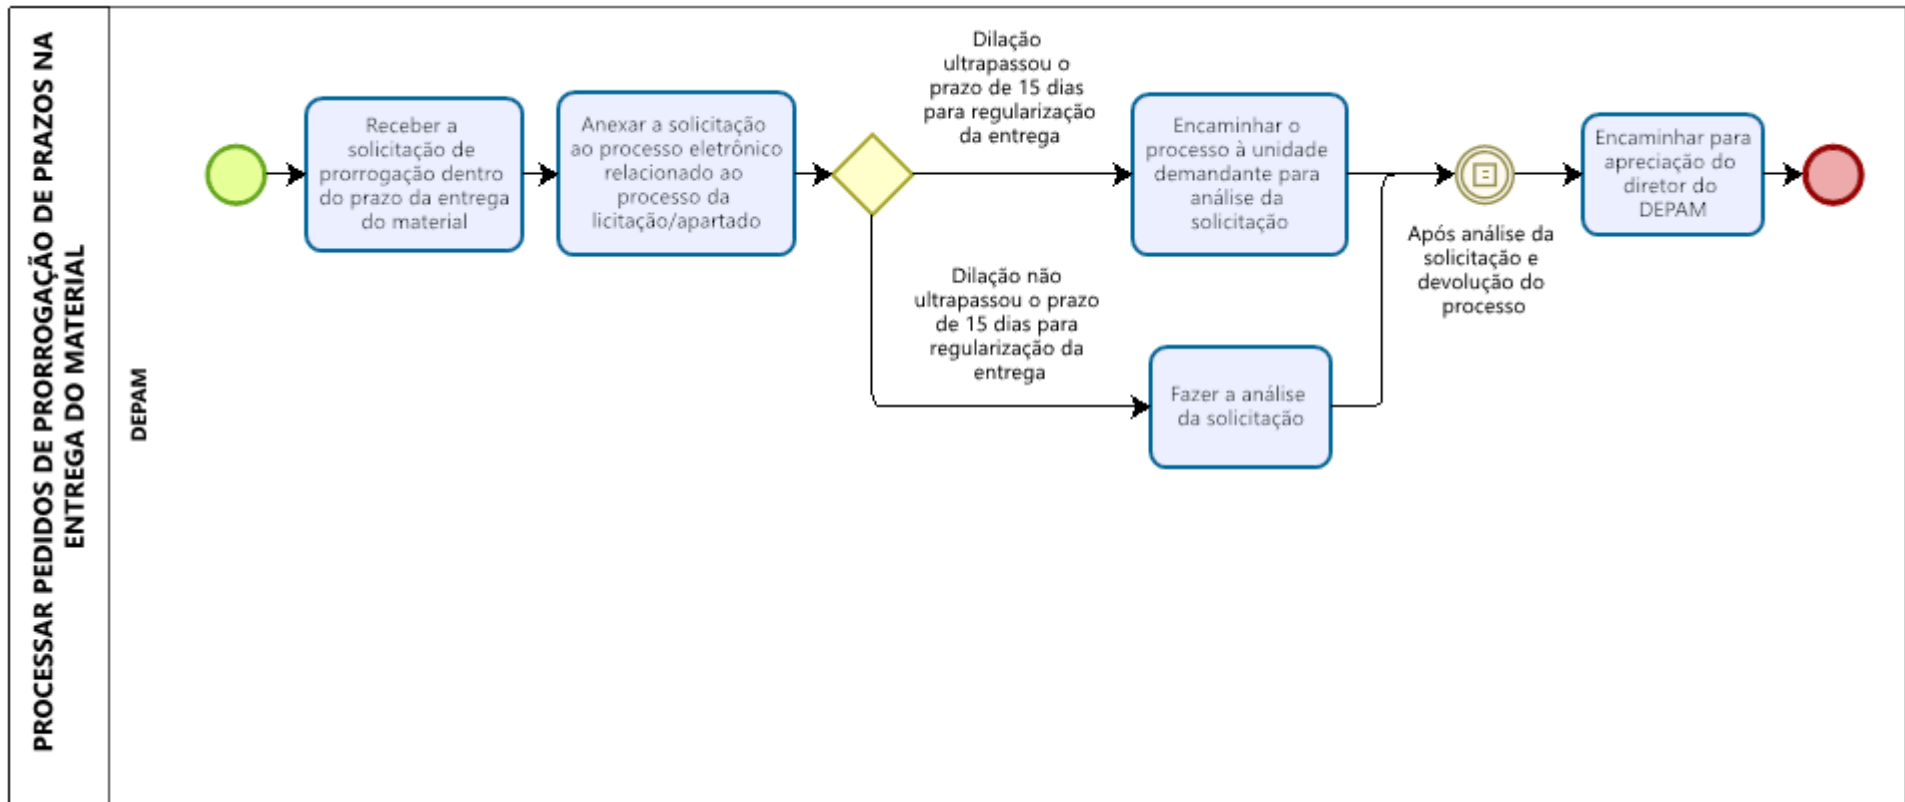 PROCESSAR PEDIDOS DE PRORROGAÇÃO DE PRAZOS NA
ENTREGA DO MATERIAL
DEPAM
Receber a
solicitação de
prorrogação dentro
do prazo da entrega
do material
Anexar a solicitação
ao processo eletrônico
relacionado ao
processo da
licitação/apartado
Dilação
ultrapassou o
prazo de 15 dias
para regularização
da entrega
Encaminhar o
processo à unidade
demandante para
análise da
solicitação
Dilação não
ultrapassou o prazo
de 15 dias para
regularização da
entrega
Fazer a análise
da solicitação
Após análise da
solicitação e
devolução do
processo
Encaminhar para
apreciação do
diretor do
DEPAM